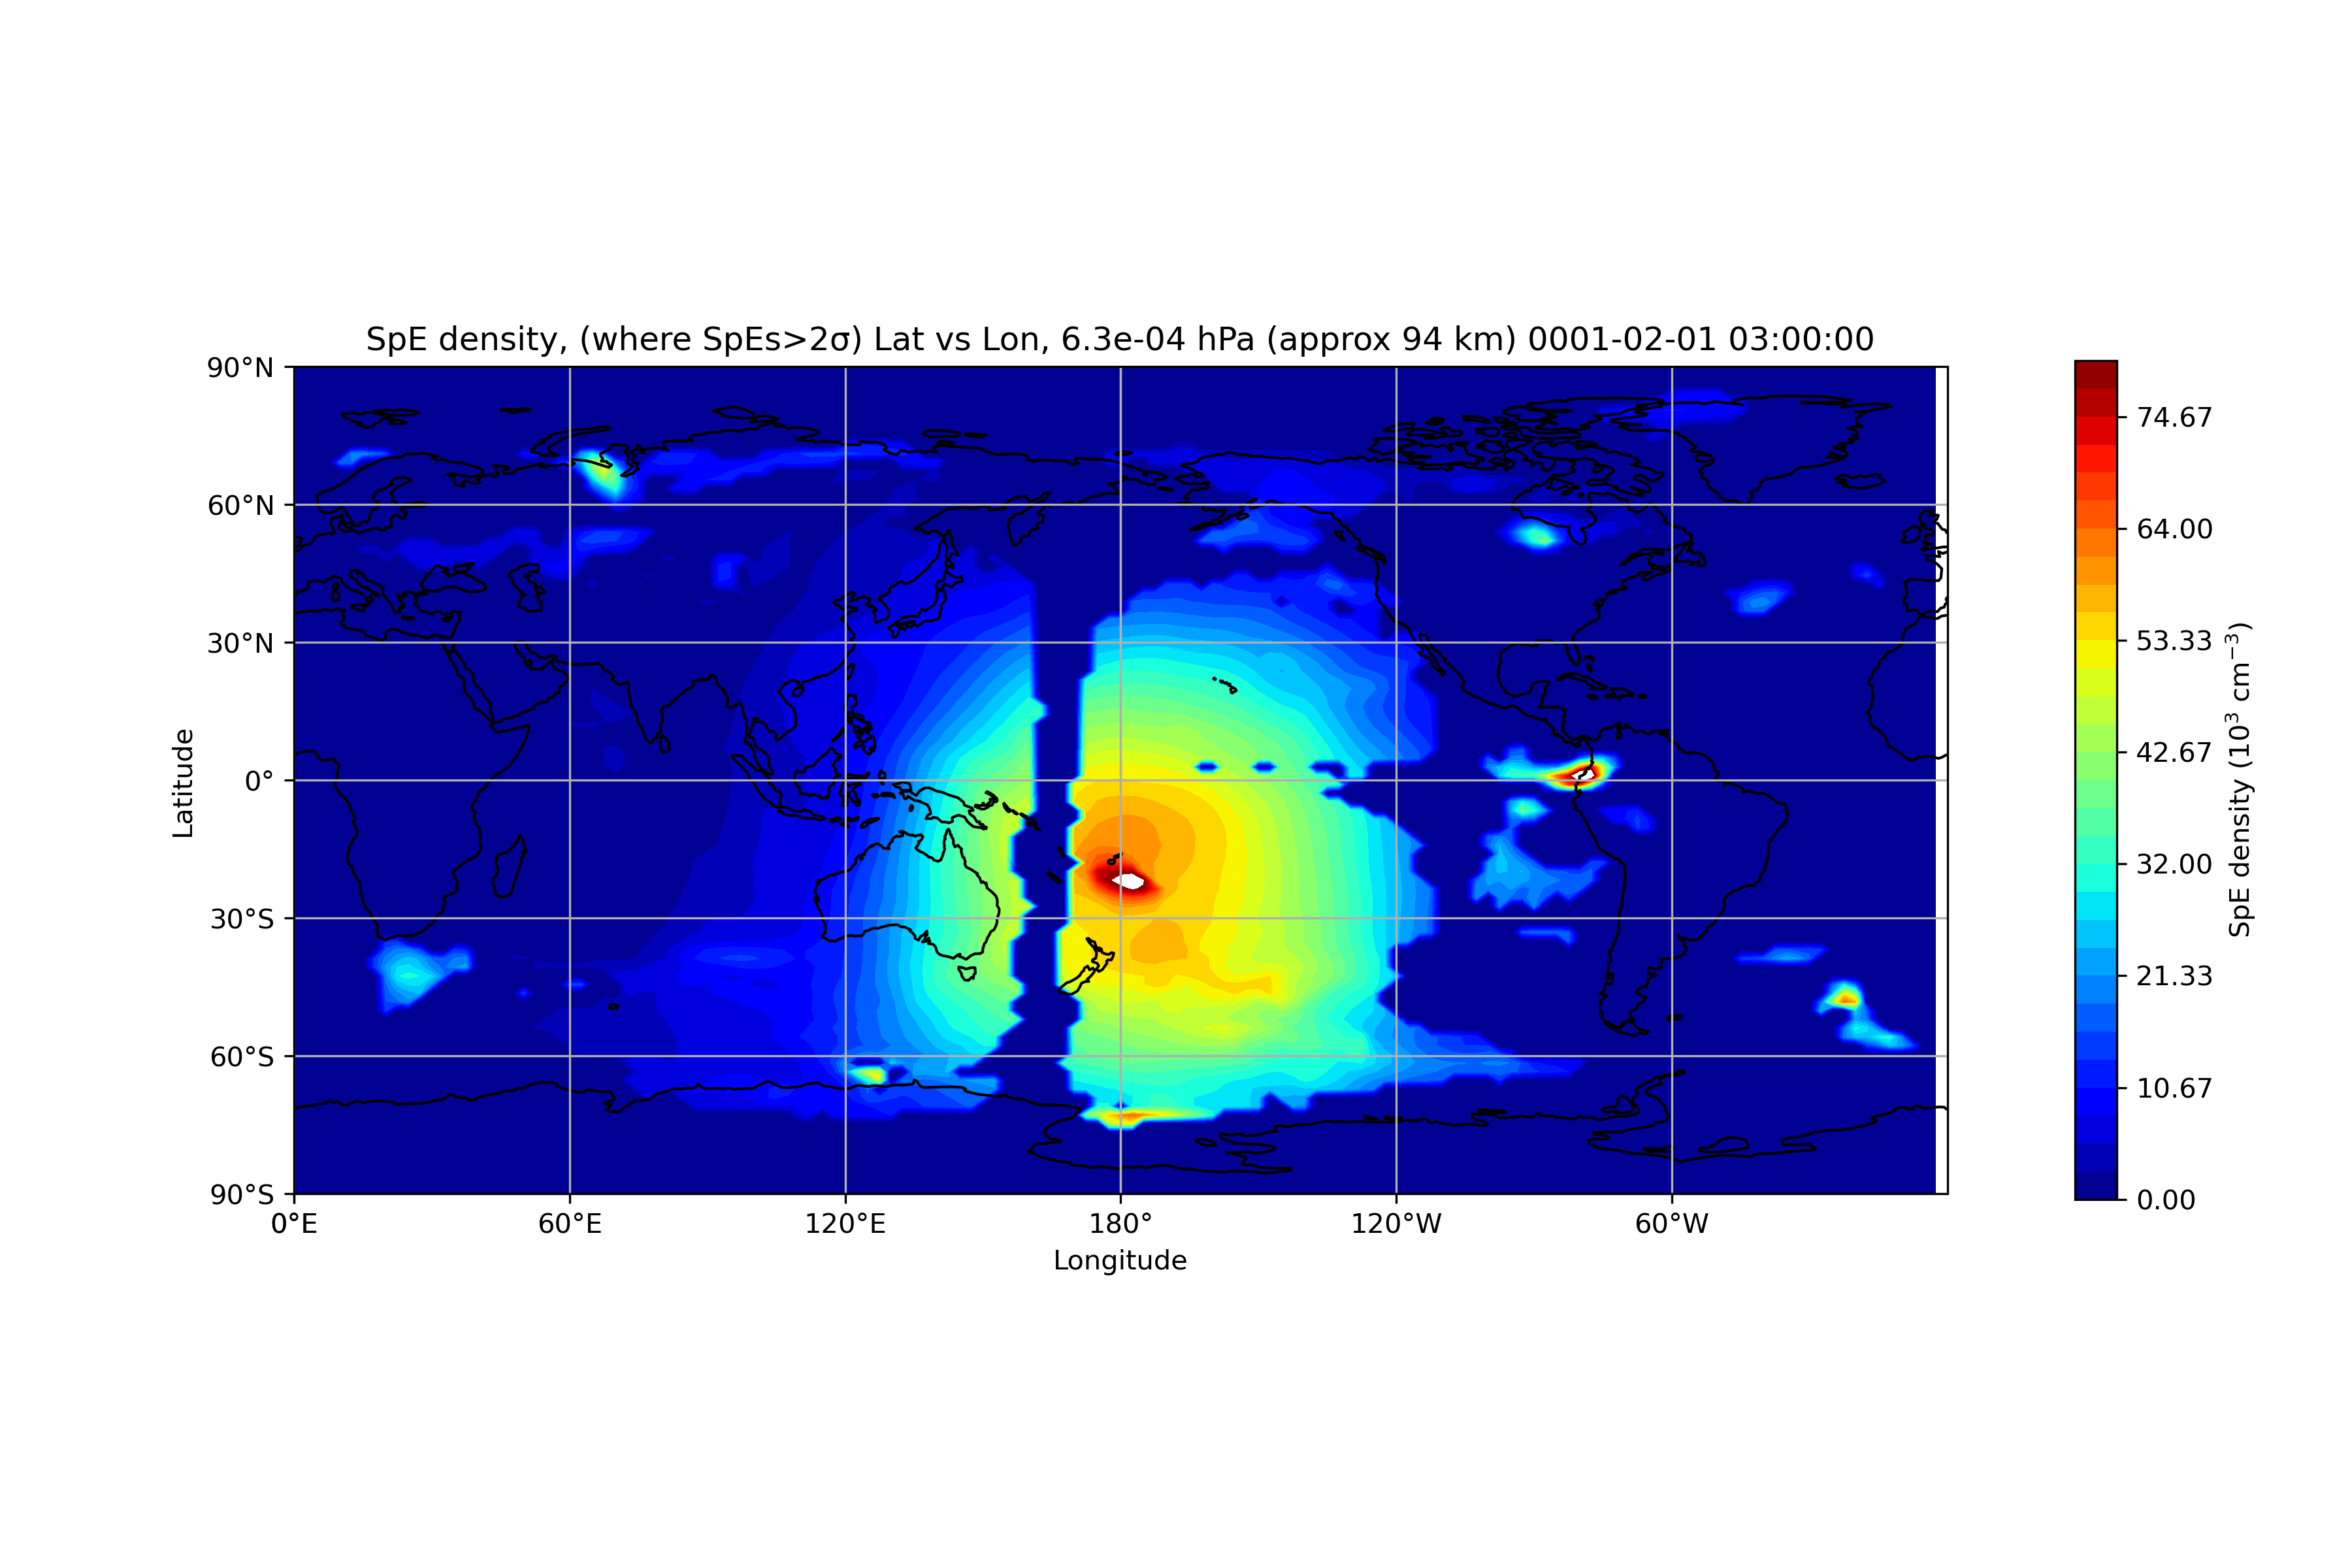 SpE density, (where SpEs>2σ) Lat vs Lon, 6.3e-04 hPa (approx 94 km) 0001-02-01 03:00:00
90°N
60°N
30°N
0°
30°S
60°S
90°S
Latitude
0°E
60°E
120°E
180°
120°W
60°W
Longitude
74.67
64.00
53.33
42.67
32.00
21.33
10.67
0.00
SpE density (10³ cm⁻³)